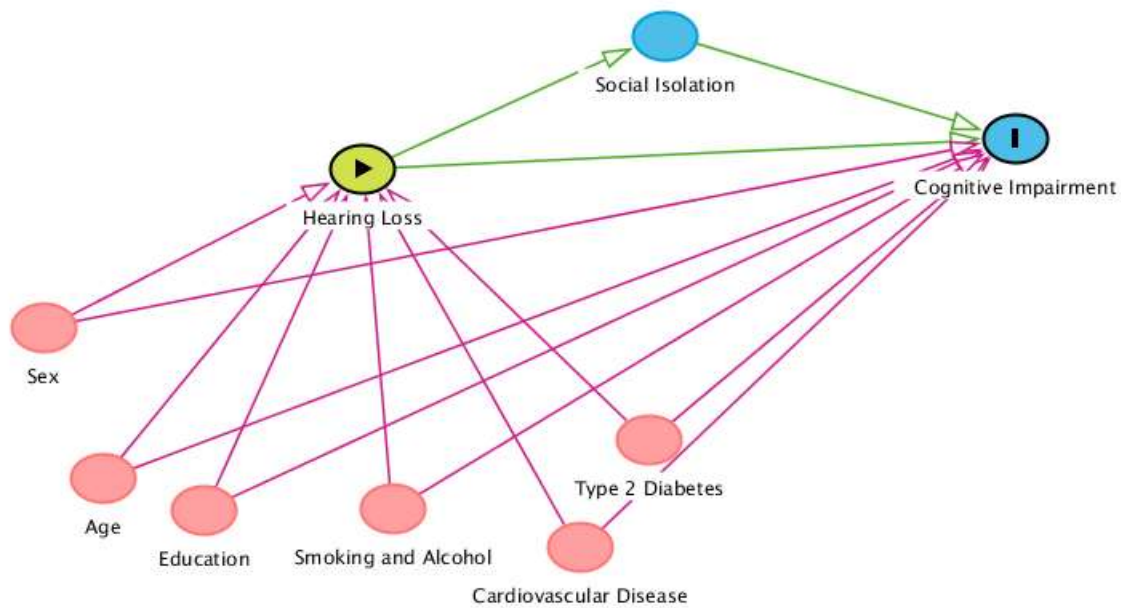 Social Isolation
Cognitive Impairment
Hearing Loss
Sex
Type 2 Diabetes
Age
Education
Smoking and Alcohol
Cardiovascular Disease